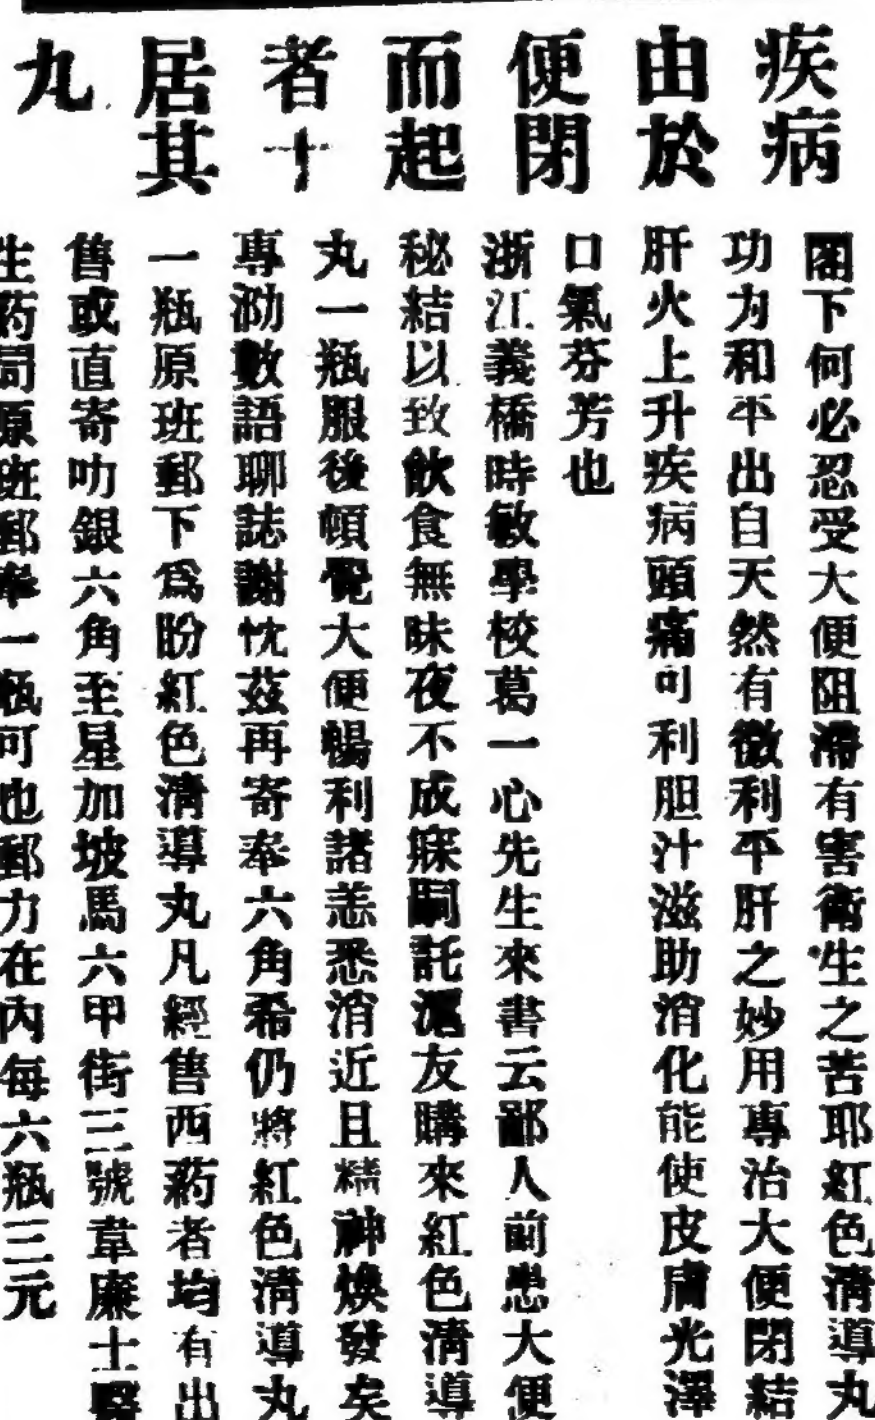 疾病
由於
便閉
而起
者十
居其
九
閣下何必忍受大便阻滯有害衛生之苦耶紅色清導丸
功力和平出自天然有微利平肝之妙用專治大便閉結
肝火上升疾病頭痛可利胆汁滋助消化能使皮膚光澤
口氣芬芳也
浙江義橋時敏學校葛一心先生來書云鄙人前患大便
秘結以致飲食無味夜不成寐嗣託滬友購來紅色清導
丸一瓶服後頓覺大便暢利諸恙悉消近且精神煥發矣
專泐數語聊誌謝忱茲再寄奉六角希仍將紅色清導丸
一瓶原班郵下為盼紅色清導丸凡經售西药者均有出
售或直寄叻銀六角至星加坡馬六甲街三號韋廉士醫
生药局原班郵奉一瓶可也郵力在內每六瓶三元